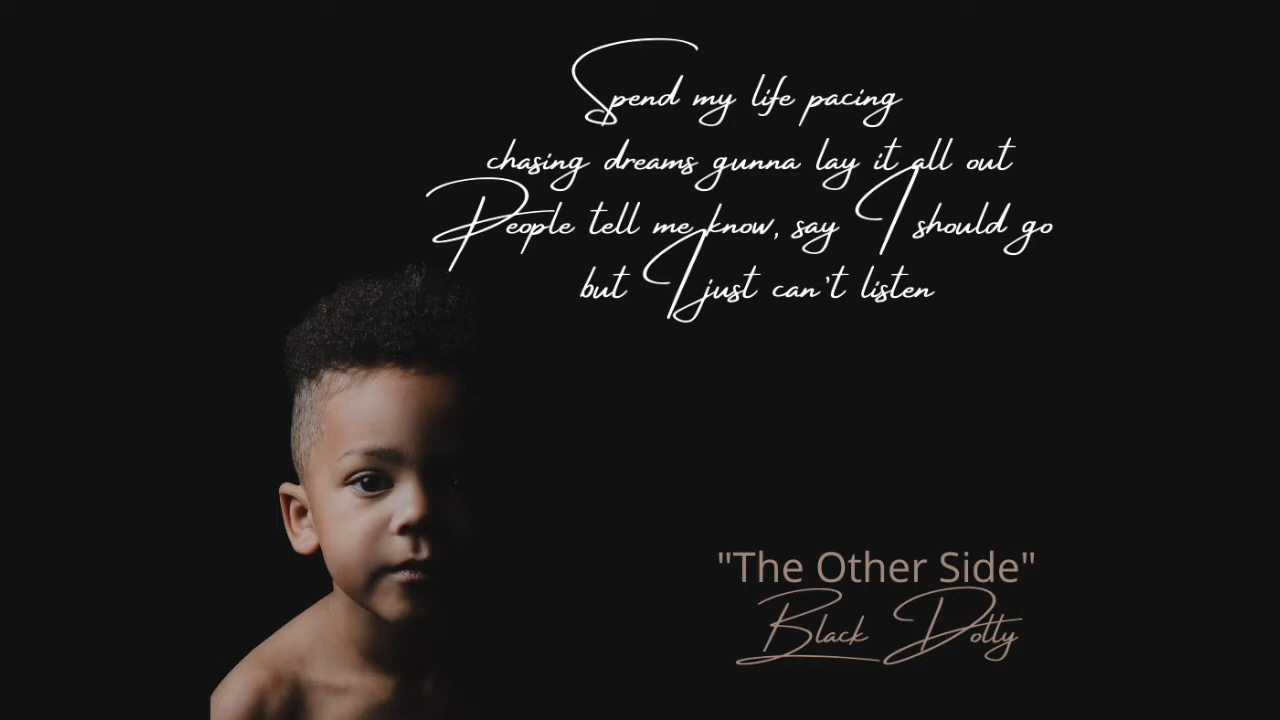 Spend my life pacing
chasing dreams gunna lay it all out
People tell me know, say I should go
but I just can't listen
"The Other Side"
Black Dotty